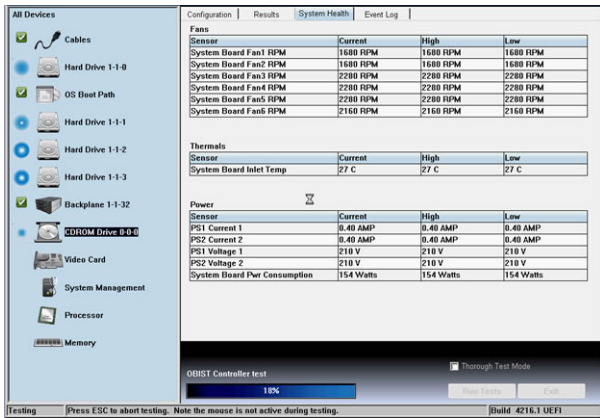 All Devices
Cables
Hard Drive 1-1-0
OS Boot Path
Hard Drive 1-1-1
Hard Drive 1-1-2
Hard Drive 1-1-3
Backplane 1-1-32
CDROM Drive 0-0-0
Video Card
System Management
Processor
Memory
Configuration | Results System Health Event Log |
Fans
Sensor Current High Low
System Board Fan1 RPM 1680 RPM 1680 RPM 1680 RPM
System Board Fan2 RPM 1680 RPM 1680 RPM 1680 RPM
System Board Fan3 RPM 2280 RPM 2280 RPM 2280 RPM
System Board Fan4 RPM 2280 RPM 2280 RPM 2280 RPM
System Board Fan5 RPM 2280 RPM 2280 RPM 2280 RPM
System Board Fan6 RPM 2160 RPM 2160 RPM 2160 RPM
Thermals
Sensor Current High Low
System Board Inlet Temp 27 C 27 C 27 C
Power
Sensor Current High Low
PS1 Current 1 0.40 AMP 0.40 AMP 0.40 AMP
PS2 Current 2 0.40 AMP 0.40 AMP 0.40 AMP
PS1 Voltage 1 210 V 210 V 210 V
PS2 Voltage 2 210 V 210 V 210 V
System Board Pwr Consumption 154 Watts 154 Watts 154 Watts
OBIST Controller test
18%
Thorough Test Mode
Run Tests Exit
Testing Press ESC to abort testing. Note the mouse is not active during testing. Build 4216.1 UEFI